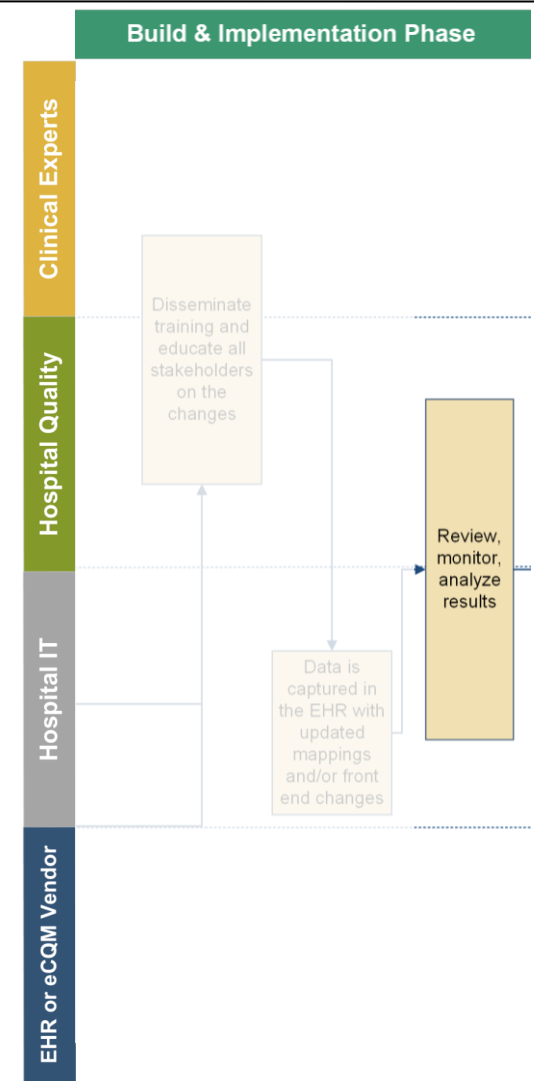 Build & Implementation Phase
Clinical Experts
Disseminate
training and
educate all
stakeholders
on the
changes
Hospital Quality
Review,
monitor,
analyze
results
Hospital IT
Data is
captured in
the EHR with
updated
mappings
and/or front
end changes
EHR or eCQM Vendor